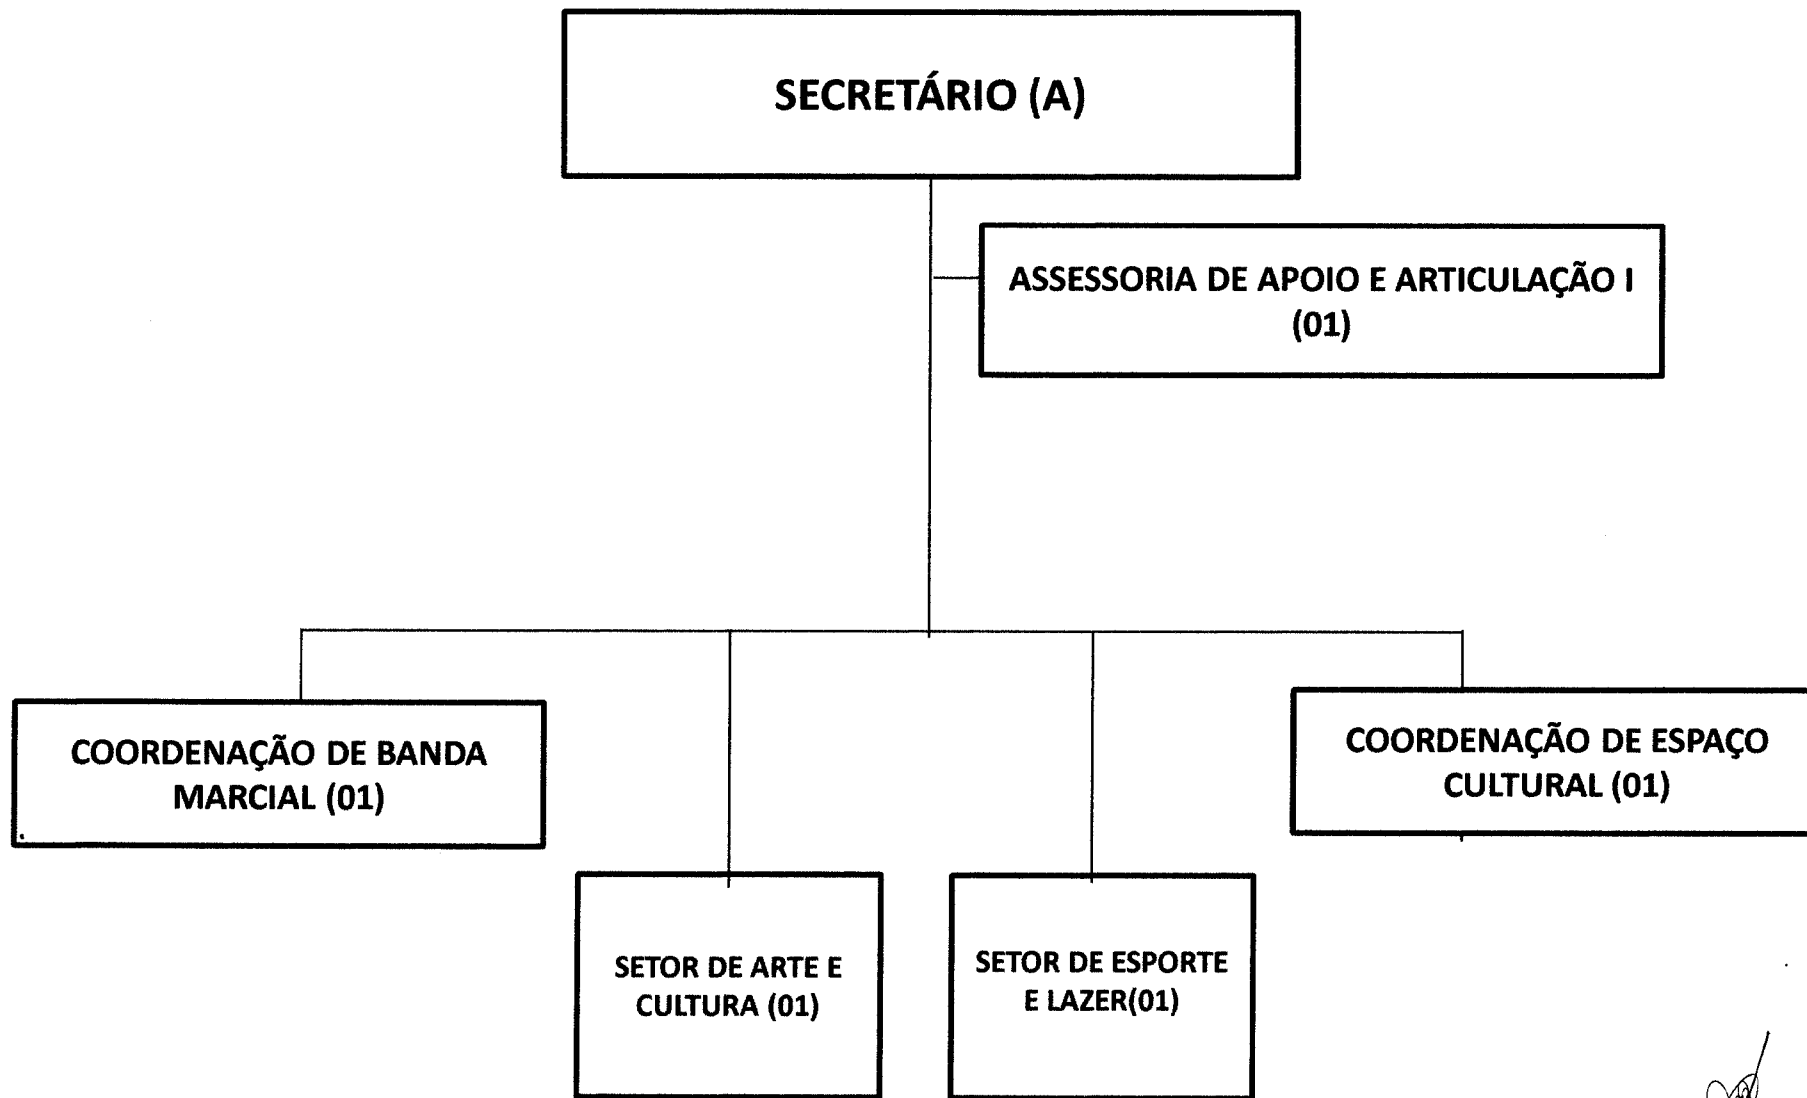 SECRETÁRIO (A)
ASSESSORIA DE APOIO E ARTICULAÇÃO I
(01)
COORDENAÇÃO DE BANDA
MARCIAL (01)
COORDENAÇÃO DE ESPAÇO
CULTURAL (01)
SETOR DE ARTE E
CULTURA (01)
SETOR DE ESPORTE
E LAZER(01)